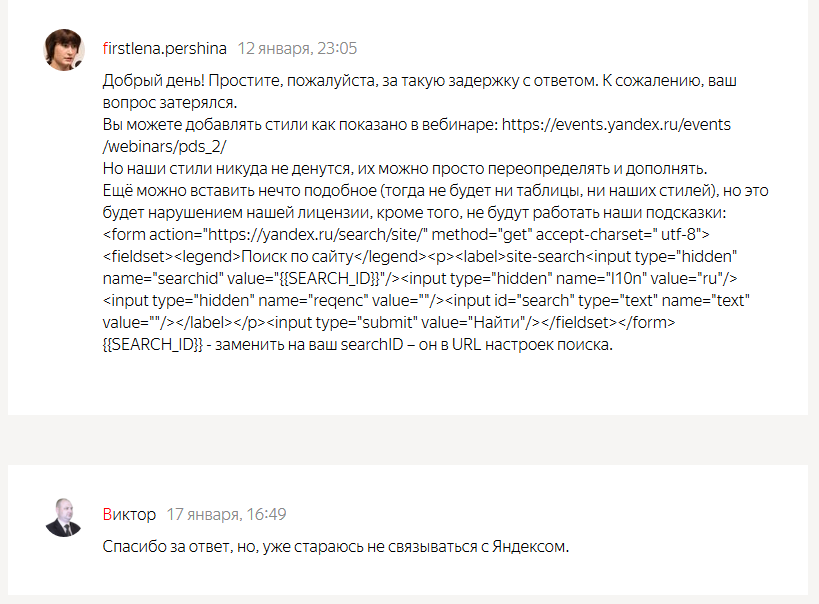 firstlena.pershina 12 января, 23:05
Добрый день! Простите, пожалуйста, за такую задержку с ответом. К сожалению, ваш
вопрос затерялся.
Вы можете добавлять стили как показано в вебинаре: https://events.yandex.ru/events
/webinars/pds_2/
Но наши стили никуда не денутся, их можно просто переопределять и дополнять.
Ещё можно вставить нечто подобное (тогда не будет ни таблицы, ни наших стилей), но это
будет нарушением нашей лицензии, кроме того, не будут работать наши подсказки:
<form action="https://yandex.ru/search/site/" method="get" accept-charset=" utf-8">
<fieldset><legend>Поиск по сайту</legend><p><label>site-search<input type="hidden"
name="searchid" value="{{SEARCH_ID}}"/><input type="hidden" name="l10n" value="ru"/>
<input type="hidden" name="reqenc" value=""/><input id="search" type="text" name="text"
value=""/></label></p><input type="submit" value="Найти"/></fieldset></form>
{{SEARCH_ID}} - заменить на ваш searchID – он в URL настроек поиска.
Виктор 17 января, 16:49
Спасибо за ответ, но, уже стараюсь не связываться с Яндексом.